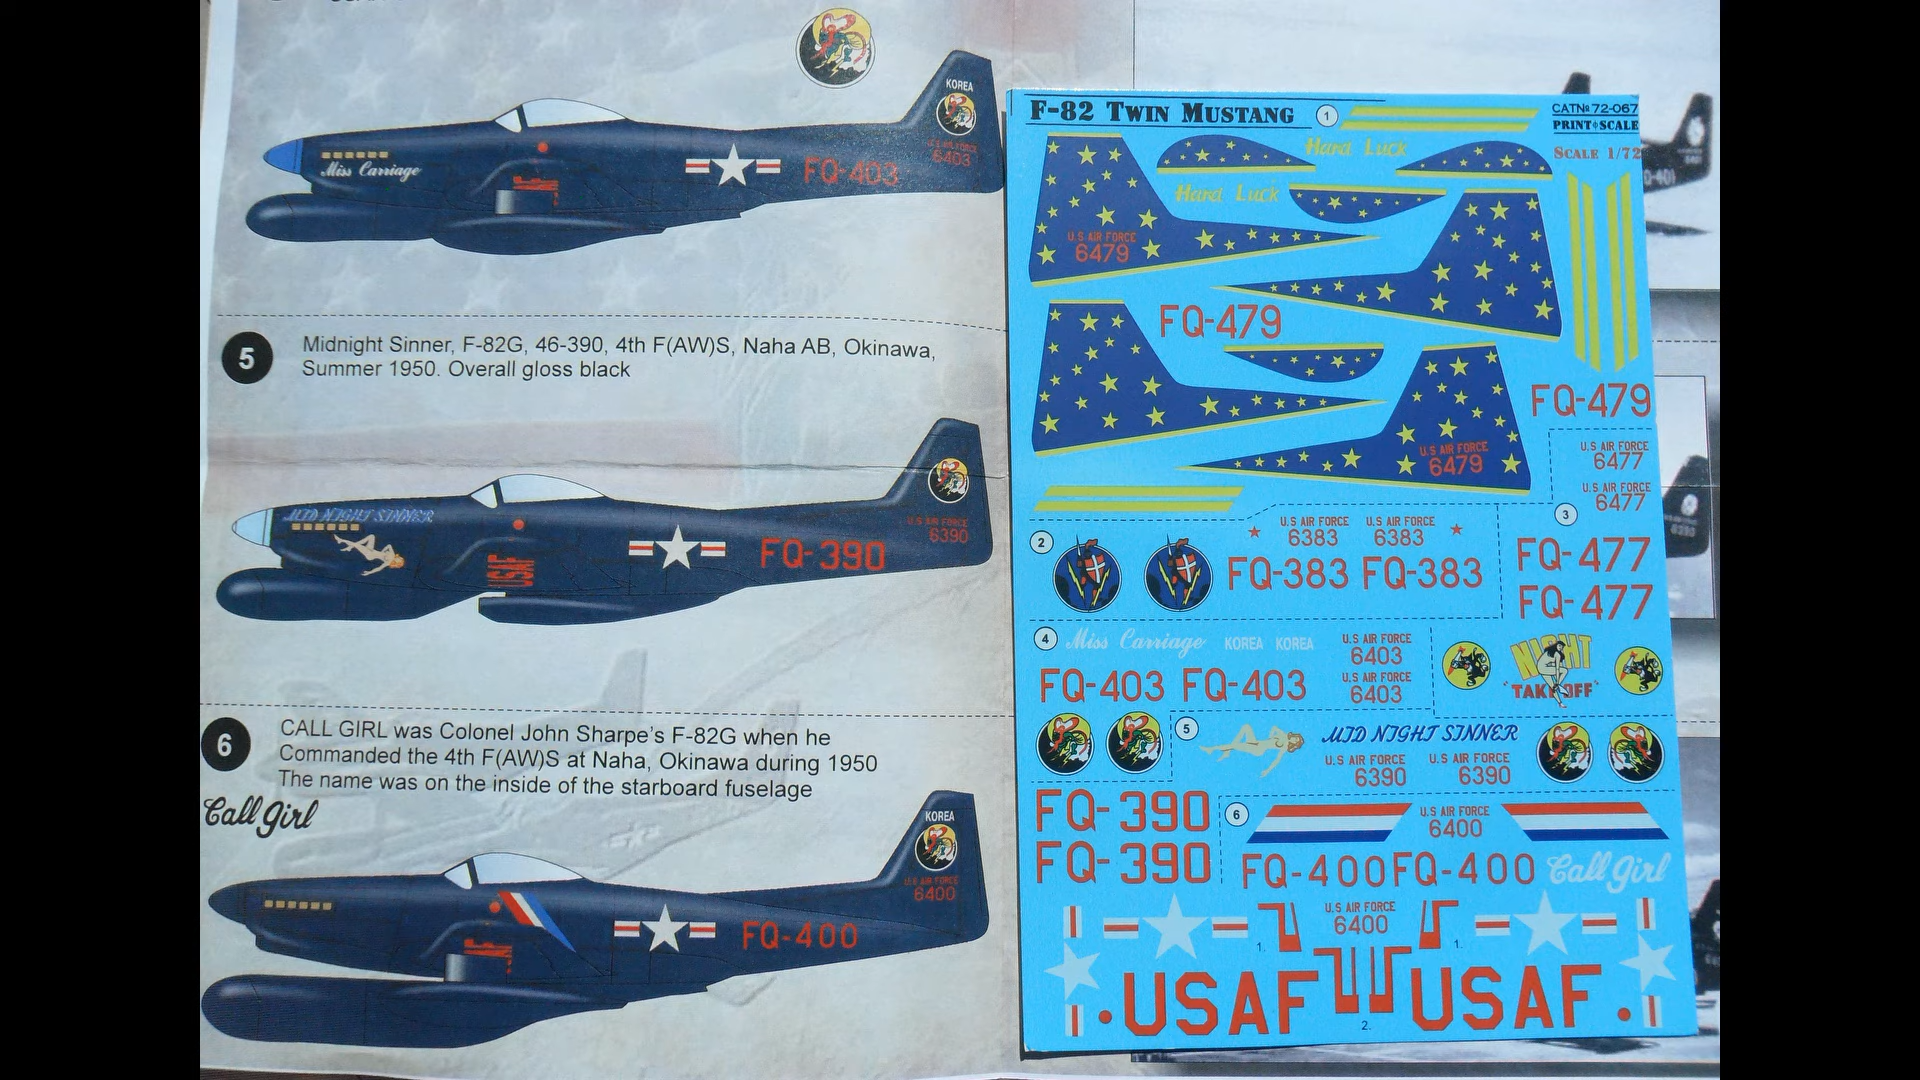 KOREA
U.S AIR FORCE
6403
Miss Carriage
FQ-403
5
Midnight Sinner, F-82G, 46-390, 4th F(AW)S, Naha AB, Okinawa,
Summer 1950. Overall gloss black
MID NIGHT SINNER
U.S AIR FORCE
6390
USAF
FQ-390
6
CALL GIRL was Colonel John Sharpe's F-82G when he
Commanded the 4th F(AW)S at Naha, Okinawa during 1950
The name was on the inside of the starboard fuselage
Call Girl
KOREA
U.S AIR FORCE
6400
AF
FQ-400
F-82 TWIN MUSTANG
1
CATNo 72-067
PRINT SCALE
SCALE 1/72
Hard Luck
Hard Luck
U.S AIR FORCE
6479
FQ-479
FQ-479
U.S AIR FORCE
6479
U.S AIR FORCE
6477
U.S AIR FORCE
6477
2
U.S AIR FORCE U.S AIR FORCE
6383 6383
FQ-383 FQ-383
3
FQ-477
FQ-477
4
Miss Carriage KOREA KOREA
U.S AIR FORCE
6403
FQ-403 FQ-403
U.S AIR FORCE
6403
NIGHT
"TAKE OFF"
5
MID NIGHT SINNER
U.S AIR FORCE U.S AIR FORCE
6390 6390
FQ-390
FQ-390
6
U.S AIR FORCE
6400
FQ-400 FQ-400 Call Girl
U.S AIR FORCE
6400
1. 1.
USAF USAF
2.